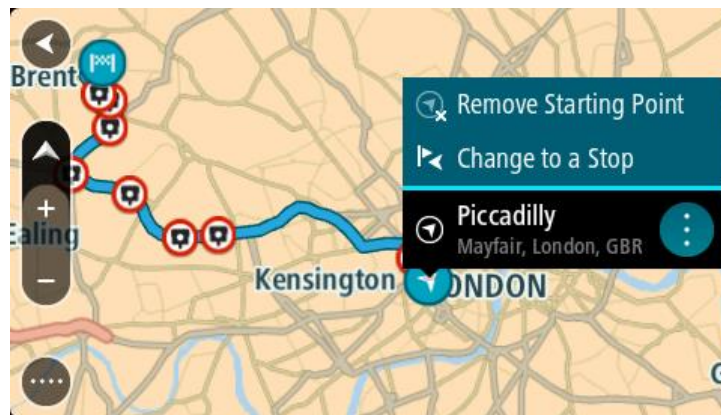 Brent
Remove Starting Point
Change to a Stop
Piccadilly
Mayfair, London, GBR
Ealing
Kensington
ONDON
G